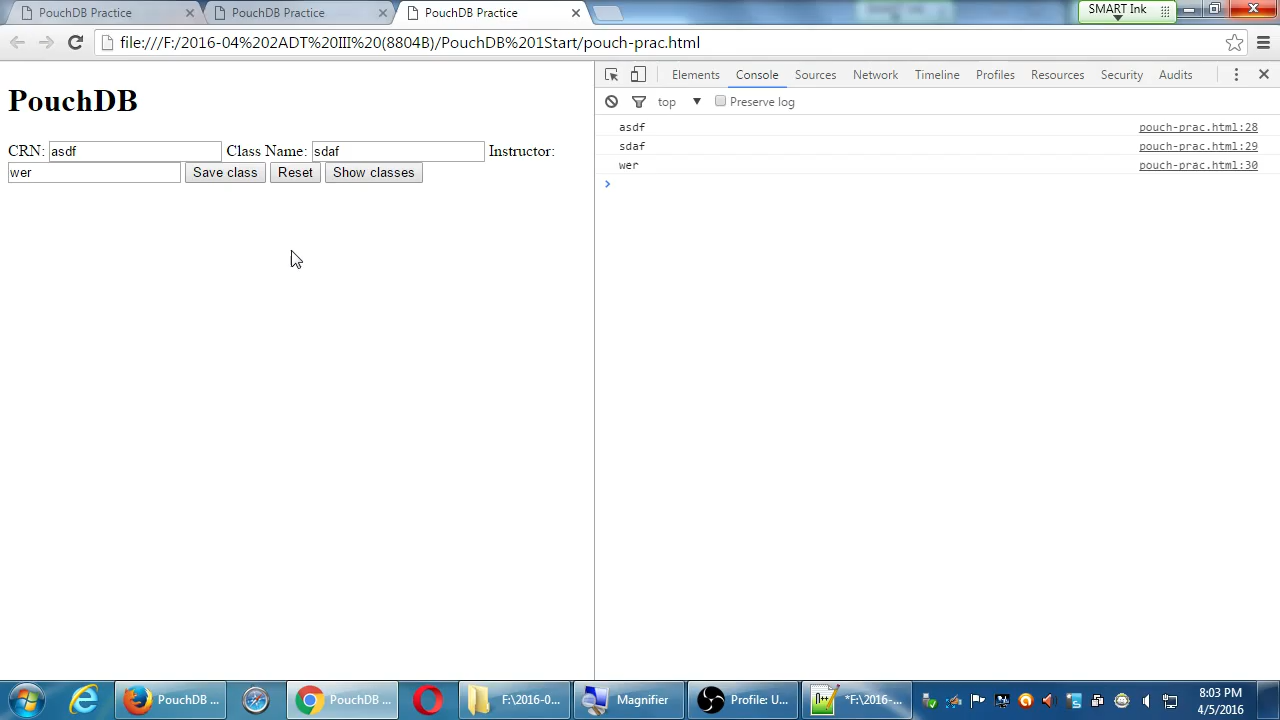 PouchDB Practice
PouchDB Practice
PouchDB Practice
SMART Ink
file:///F:/2016-04%202ADT%20III%20(8804B)/PouchDB%201Start/pouch-prac.html
Elements Console Sources Network Timeline Profiles Resources Security Audits
top Preserve log
asdf pouch-prac.html:28
sdaf pouch-prac.html:29
wer pouch-prac.html:30
PouchDB
CRN: asdf Class Name: sdaf Instructor:
wer Save class Reset Show classes
PouchDB ... PouchDB ... F:\2016-0... Magnifier Profile: U... *F:\2016-...
8:03 PM
4/5/2016